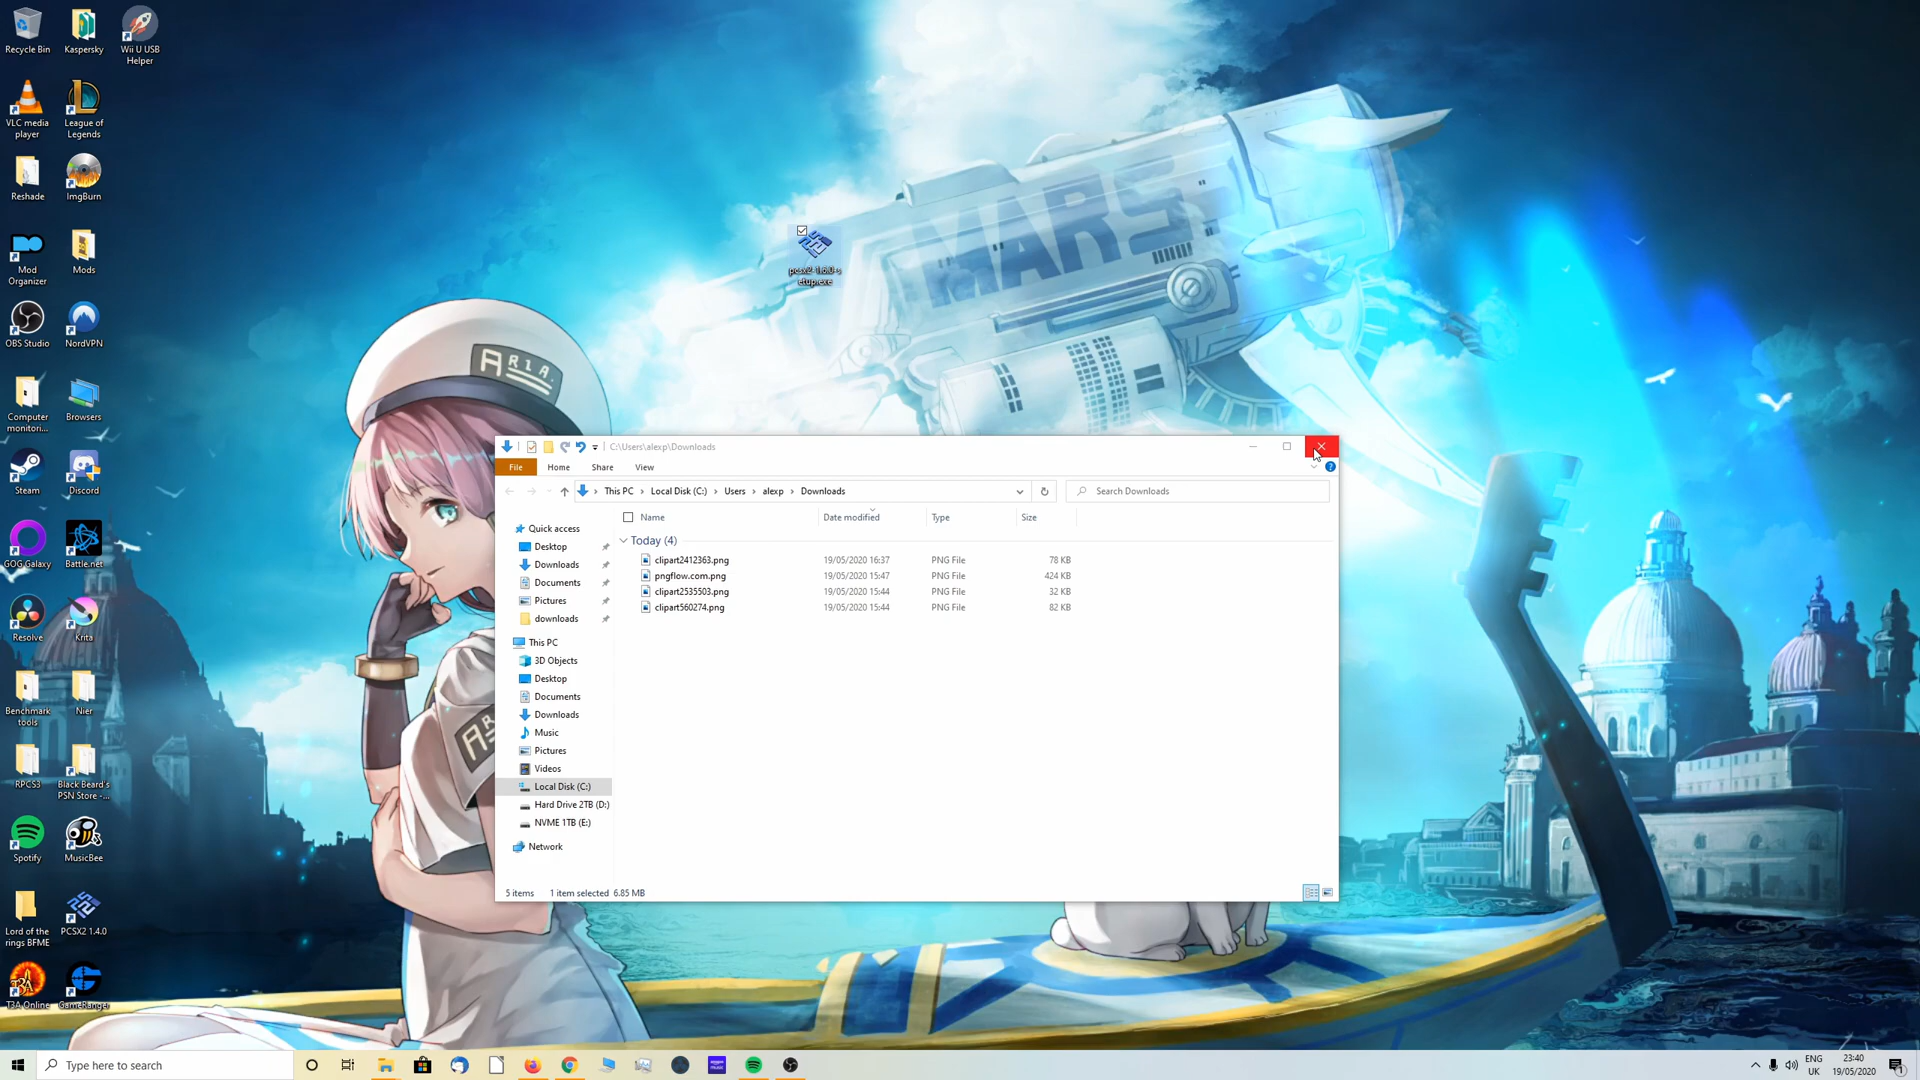 Recycle Bin
Kaspersky
Wii U USB
Helper
VLC media
player
League of
Legends
Reshade
ImgBurn
Mod
Organizer
Mods
OBS Studio
NordVPN
Computer
monitori...
Browsers
Steam
Discord
GOG Galaxy
Battle.net
Resolve
Krita
Benchmark
tools
Nier
RPCS3
Black Beard's
PSN Store -...
Spotify
MusicBee
Lord of the
rings BFME
PCSX2 1.4.0
T3A Online
GameRanger
pcsx2-1.6.0-s
etup.exe
MARS
ARIA
C:\Users\alexp\Downloads
File Home Share View
This PC > Local Disk (C:) > Users > alexp > Downloads
Search Downloads
Name Date modified Type Size
Today (4)
clipart2412363.png 19/05/2020 16:37 PNG File 78 KB
pngflow.com.png 19/05/2020 15:47 PNG File 424 KB
clipart2535503.png 19/05/2020 15:44 PNG File 32 KB
clipart560274.png 19/05/2020 15:44 PNG File 82 KB
Quick access
Desktop
Downloads
Documents
Pictures
downloads
This PC
3D Objects
Desktop
Documents
Downloads
Music
Pictures
Videos
Local Disk (C:)
Hard Drive 2TB (D:)
NVME 1TB (E:)
Network
5 items 1 item selected 6.85 MB
Type here to search
ENG
UK
23:40
19/05/2020